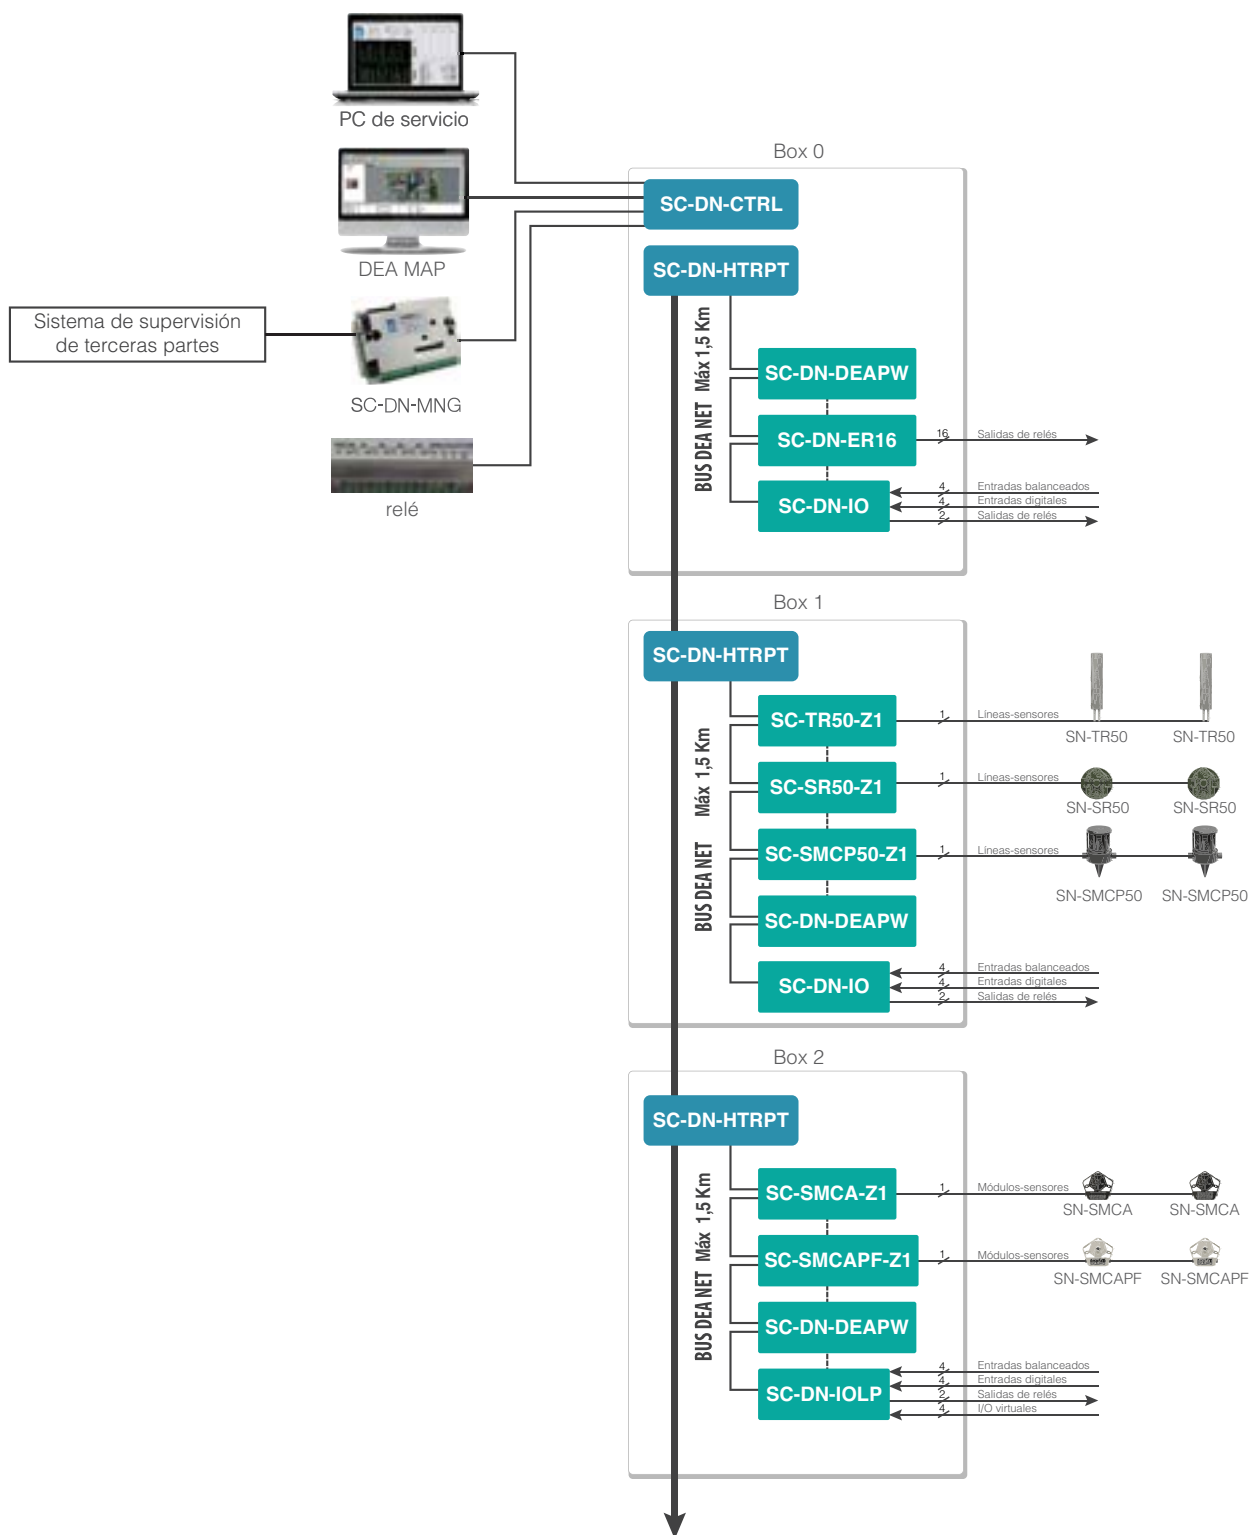 PC de servicio
DEA MAP
Sistema de supervisión
de terceras partes
SC-DN-MNG
relé
Box 0
SC-DN-CTRL
SC-DN-HTRPT
BUS DEA NET Máx 1,5 Km
SC-DN-DEAPW
SC-DN-ER16
16 Salidas de relés
SC-DN-IO
4 Entradas balanceados
4 Entradas digitales
2 Salidas de relés
Box 1
SC-DN-HTRPT
BUS DEA NET Máx 1,5 Km
SC-TR50-Z1
1 Líneas-sensores
SN-TR50 SN-TR50
SC-SR50-Z1
1 Líneas-sensores
SN-SR50 SN-SR50
SC-SMCP50-Z1
1 Líneas-sensores
SN-SMCP50 SN-SMCP50
SC-DN-DEAPW
SC-DN-IO
4 Entradas balanceados
4 Entradas digitales
2 Salidas de relés
Box 2
SC-DN-HTRPT
BUS DEA NET Máx 1,5 Km
SC-SMCA-Z1
1 Módulos-sensores
SN-SMCA SN-SMCA
SC-SMCAPF-Z1
1 Módulos-sensores
SN-SMCAPF SN-SMCAPF
SC-DN-DEAPW
SC-DN-IOLP
4 Entradas balanceados
4 Entradas digitales
2 Salidas de relés
4 I/O virtuales